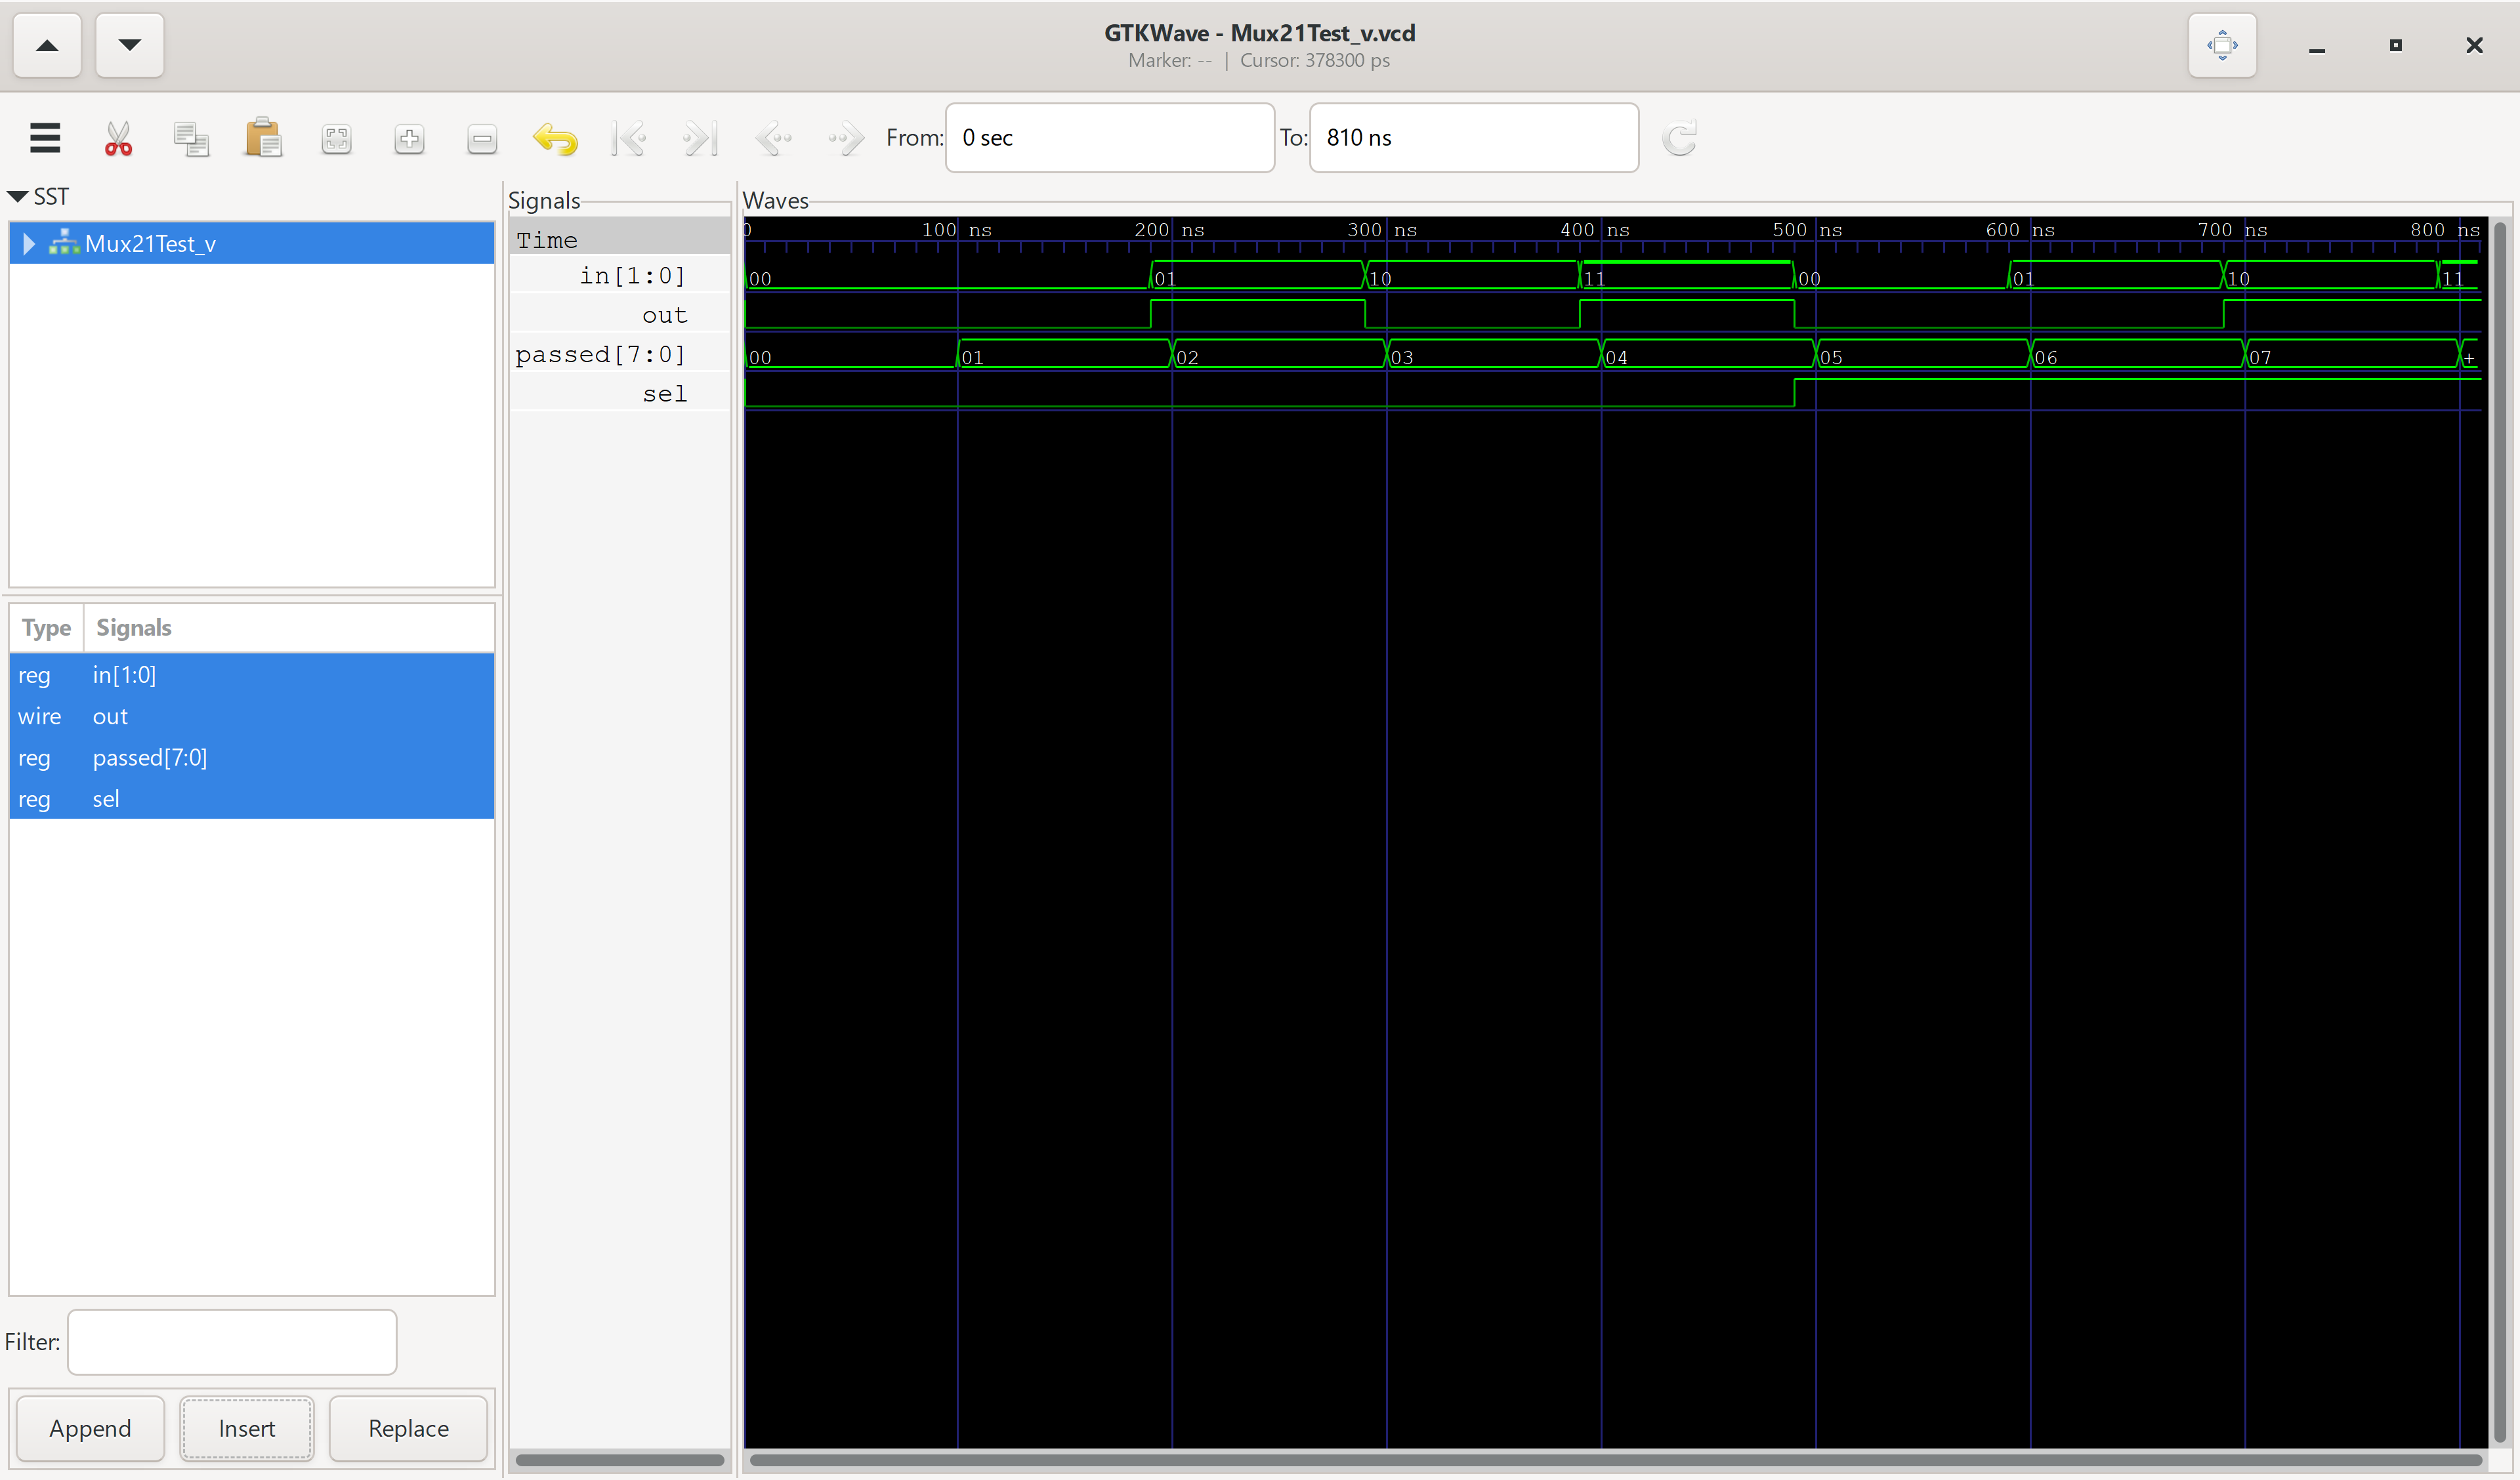 GTKWave - Mux21Test_v.vcd
Marker: -- | Cursor: 378300 ps
From: 0 sec To: 810 ns
SST
Mux21Test_v
Type Signals
reg in[1:0]
wire out
reg passed[7:0]
reg sel
Filter:
Append Insert Replace
Signals
Time
in[1:0]
out
passed[7:0]
sel
Waves
0 100 ns 200 ns 300 ns 400 ns 500 ns 600 ns 700 ns 800 ns
00 01 10 11 00 01 10 11
00 01 02 03 04 05 06 07 +